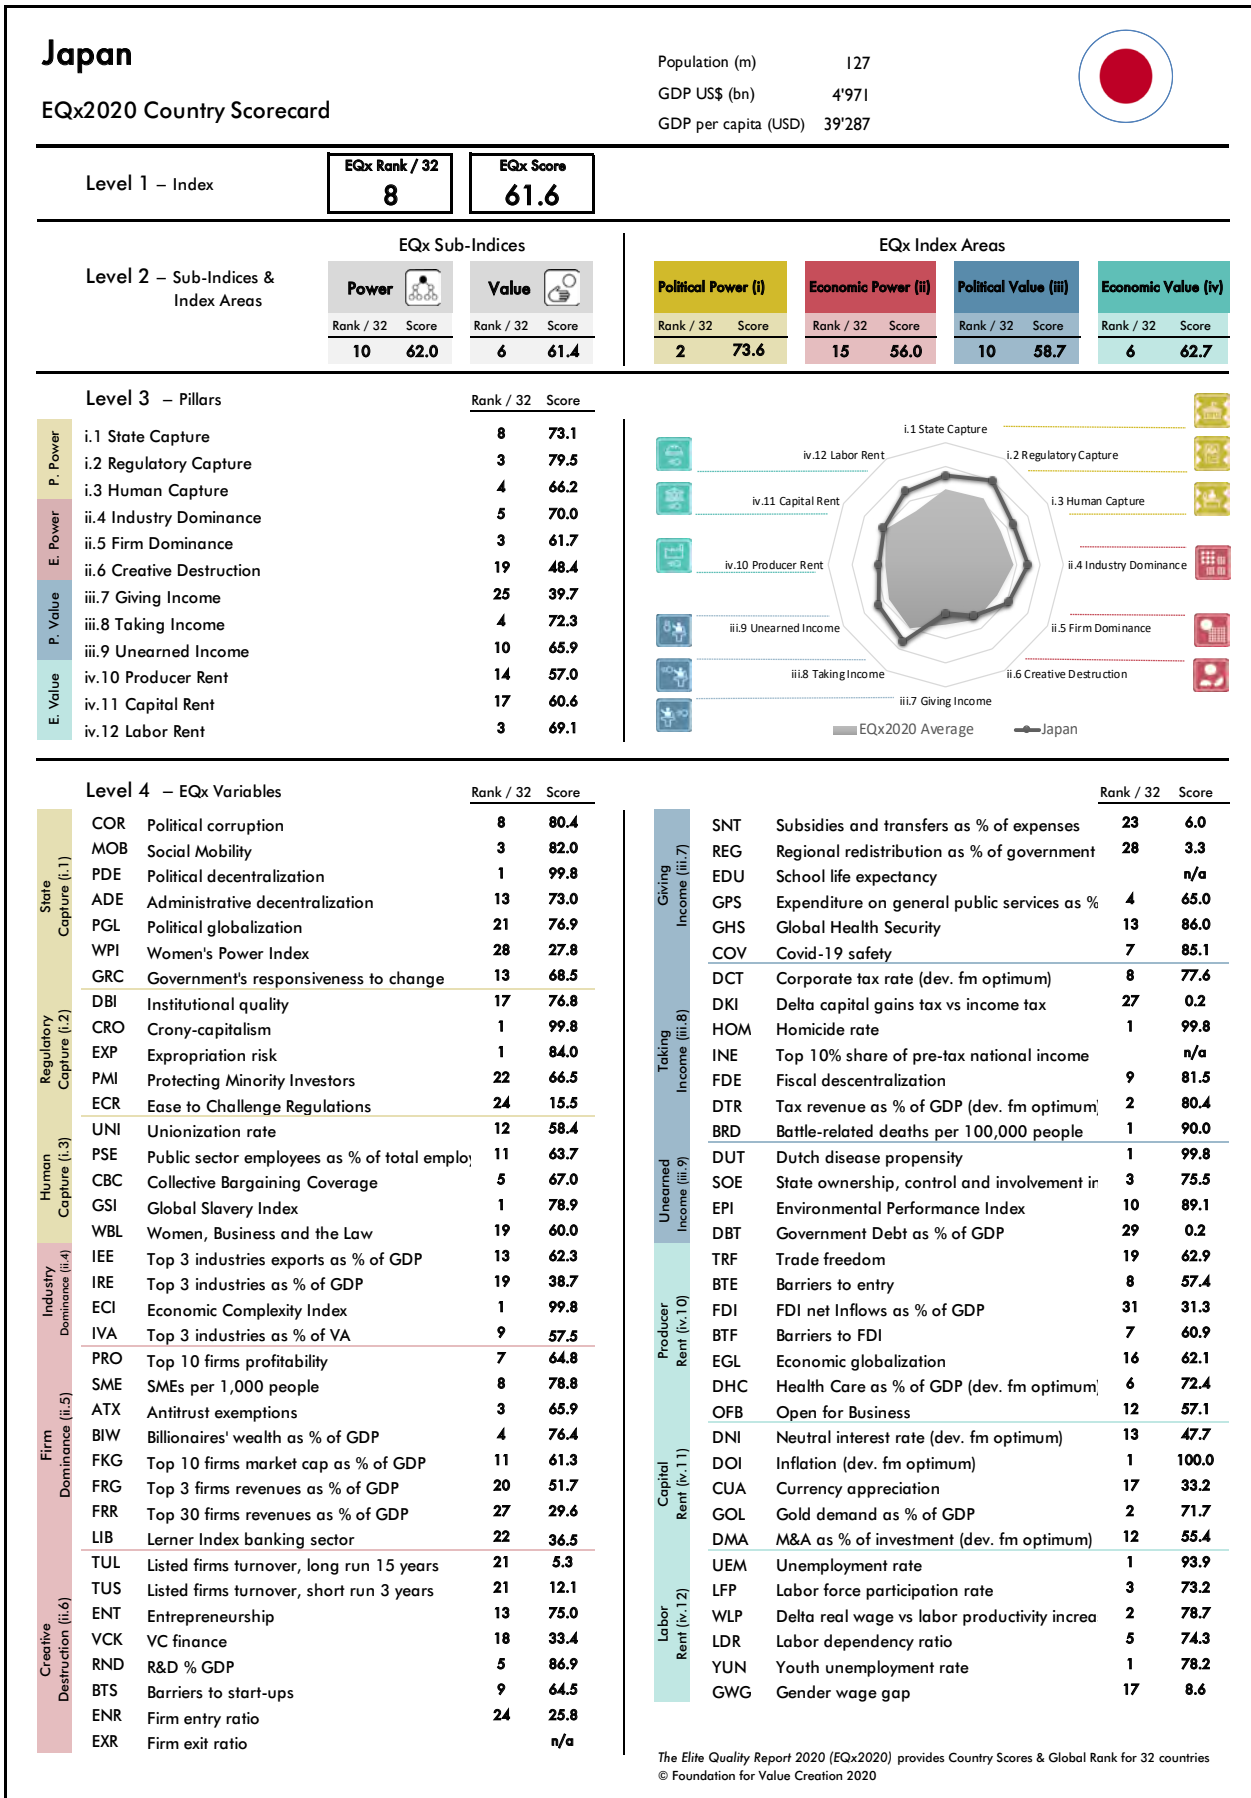 Japan
EQx2020 Country Scorecard
Population (m) 127
GDP US$ (bn) 4'971
GDP per capita (USD) 39'287
Level 1 – Index
EQx Rank / 32
8
EQx Score
61.6
Level 2 – Sub-Indices &
Index Areas
EQx Sub-Indices
Power Value
Rank / 32 Score Rank / 32 Score
10 62.0 6 61.4
EQx Index Areas
Political Power (i) Economic Power (ii) Political Value (iii) Economic Value (iv)
Rank / 32 Score Rank / 32 Score Rank / 32 Score Rank / 32 Score
2 73.6 15 56.0 10 58.7 6 62.7
Level 3 – Pillars Rank / 32 Score
P. Power
i.1 State Capture 8 73.1
i.2 Regulatory Capture 3 79.5
i.3 Human Capture 4 66.2
E. Power
ii.4 Industry Dominance 5 70.0
ii.5 Firm Dominance 3 61.7
ii.6 Creative Destruction 19 48.4
P. Value
iii.7 Giving Income 25 39.7
iii.8 Taking Income 4 72.3
iii.9 Unearned Income 10 65.9
E. Value
iv.10 Producer Rent 14 57.0
iv.11 Capital Rent 17 60.6
iv.12 Labor Rent 3 69.1
i.1 State Capture
i.2 Regulatory Capture
i.3 Human Capture
ii.4 Industry Dominance
ii.5 Firm Dominance
ii.6 Creative Destruction
iii.7 Giving Income
iii.8 Taking Income
iii.9 Unearned Income
iv.10 Producer Rent
iv.11 Capital Rent
iv.12 Labor Rent
EQx2020 Average Japan
Level 4 – EQx Variables Rank / 32 Score
State
Capture (i.1)
COR Political corruption 8 80.4
MOB Social Mobility 3 82.0
PDE Political decentralization 1 99.8
ADE Administrative decentralization 13 73.0
PGL Political globalization 21 76.9
WPI Women's Power Index 28 27.8
GRC Government's responsiveness to change 13 68.5
Regulatory
Capture (i.2)
DBI Institutional quality 17 76.8
CRO Crony-capitalism 1 99.8
EXP Expropriation risk 1 84.0
PMI Protecting Minority Investors 22 66.5
ECR Ease to Challenge Regulations 24 15.5
Human
Capture (i.3)
UNI Unionization rate 12 58.4
PSE Public sector employees as % of total emplo 11 63.7
CBC Collective Bargaining Coverage 5 67.0
GSI Global Slavery Index 1 78.9
WBL Women, Business and the Law 19 60.0
Industry
Dominance (ii.4)
IEE Top 3 industries exports as % of GDP 13 62.3
IRE Top 3 industries as % of GDP 19 38.7
ECI Economic Complexity Index 1 99.8
IVA Top 3 industries as % of VA 9 57.5
Firm
Dominance (ii.5)
PRO Top 10 firms profitability 7 64.8
SME SMEs per 1,000 people 8 78.8
ATX Antitrust exemptions 3 65.9
BIW Billionaires' wealth as % of GDP 4 76.4
FKG Top 10 firms market cap as % of GDP 11 61.3
FRG Top 3 firms revenues as % of GDP 20 51.7
FRR Top 30 firms revenues as % of GDP 27 29.6
LIB Lerner Index banking sector 22 36.5
Creative
Destruction (ii.6)
TUL Listed firms turnover, long run 15 years 21 5.3
TUS Listed firms turnover, short run 3 years 21 12.1
ENT Entrepreneurship 13 75.0
VCK VC finance 18 33.4
RND R&D % GDP 5 86.9
BTS Barriers to start-ups 9 64.5
ENR Firm entry ratio 24 25.8
EXR Firm exit ratio n/a
Rank / 32 Score
Giving
Income (iii.7)
SNT Subsidies and transfers as % of expenses 23 6.0
REG Regional redistribution as % of government 28 3.3
EDU School life expectancy n/a
GPS Expenditure on general public services as % 4 65.0
GHS Global Health Security 13 86.0
COV Covid-19 safety 7 85.1
Taking
Income (iii.8)
DCT Corporate tax rate (dev. fm optimum) 8 77.6
DKI Delta capital gains tax vs income tax 27 0.2
HOM Homicide rate 1 99.8
INE Top 10% share of pre-tax national income n/a
FDE Fiscal descentralization 9 81.5
DTR Tax revenue as % of GDP (dev. fm optimum) 2 80.4
BRD Battle-related deaths per 100,000 people 1 90.0
Unearned
Income (iii.9)
DUT Dutch disease propensity 1 99.8
SOE State ownership, control and involvement in 3 75.5
EPI Environmental Performance Index 10 89.1
DBT Government Debt as % of GDP 29 0.2
Producer
Rent (iv.10)
TRF Trade freedom 19 62.9
BTE Barriers to entry 8 57.4
FDI FDI net Inflows as % of GDP 31 31.3
BTF Barriers to FDI 7 60.9
EGL Economic globalization 16 62.1
DHC Health Care as % of GDP (dev. fm optimum) 6 72.4
OFB Open for Business 12 57.1
Capital
Rent (iv.11)
DNI Neutral interest rate (dev. fm optimum) 13 47.7
DOI Inflation (dev. fm optimum) 1 100.0
CUA Currency appreciation 17 33.2
GOL Gold demand as % of GDP 2 71.7
DMA M&A as % of investment (dev. fm optimum) 12 55.4
Labor
Rent (iv.12)
UEM Unemployment rate 1 93.9
LFP Labor force participation rate 3 73.2
WLP Delta real wage vs labor productivity increa 2 78.7
LDR Labor dependency ratio 5 74.3
YUN Youth unemployment rate 1 78.2
GWG Gender wage gap 17 8.6
The Elite Quality Report 2020 (EQx2020) provides Country Scores & Global Rank for 32 countries
© Foundation for Value Creation 2020